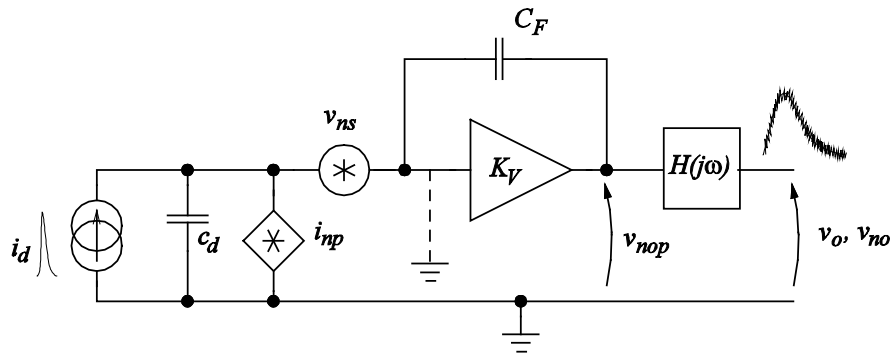 C_F
v_ns
K_V
H(jω)
i_d
c_d
i_np
v_nop
v_o, v_no